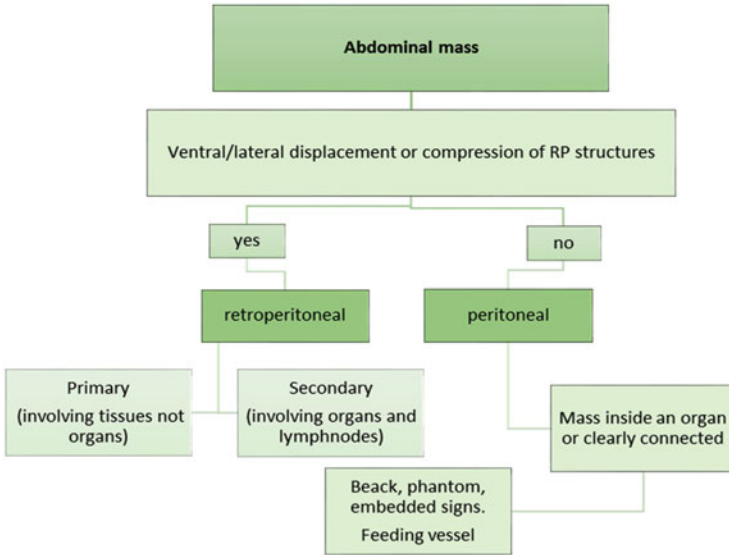 Abdominal mass
Ventral/lateral displacement or compression of RP structures
yes
no
retroperitoneal
peritoneal
Primary
(involving tissues not
organs)
Secondary
(involving organs and
lymphnodes)
Mass inside an organ
or clearly connected
Beack, phantom,
embedded signs.
Feeding vessel